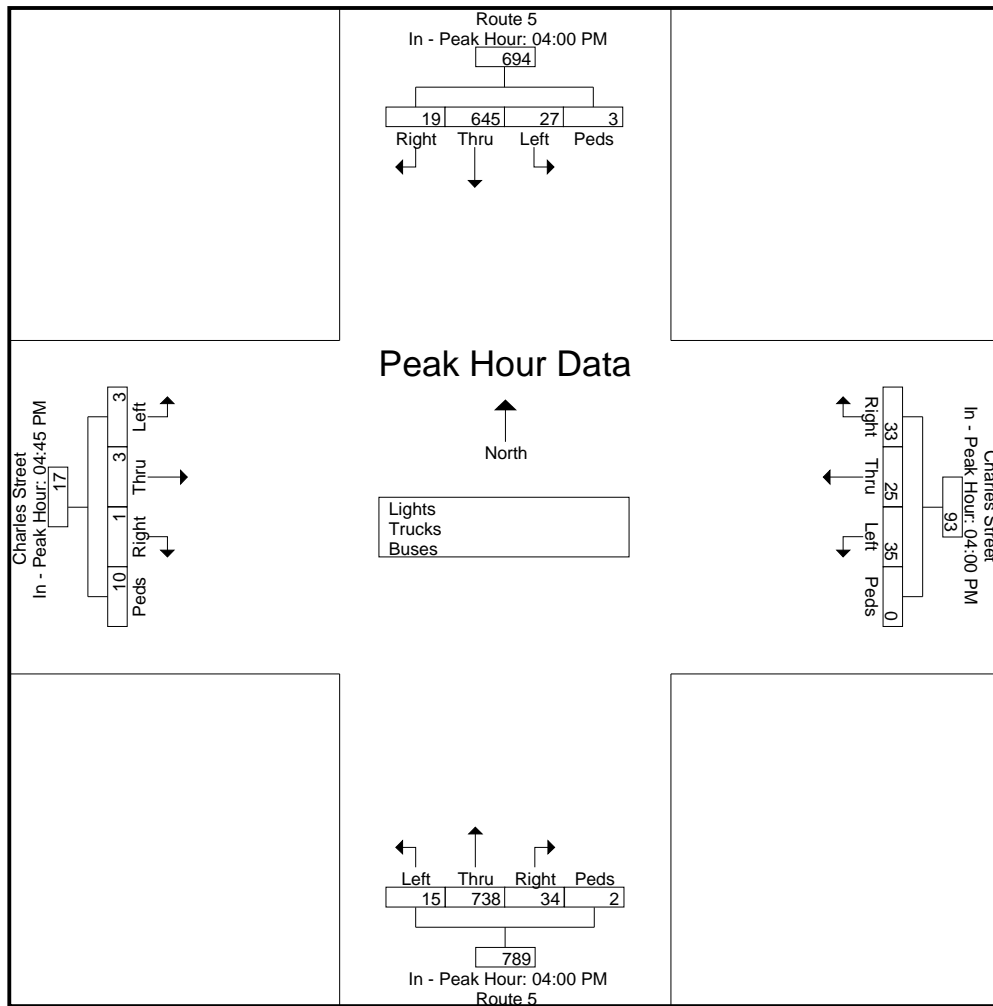 Route 5
In - Peak Hour: 04:00 PM
694
19 645 27 3
Right Thru Left Peds
Peak Hour Data
North
Lights
Trucks
Buses
Charles Street
In - Peak Hour: 04:45 PM
17
3 3 1 10
Left Thru Right Peds
Right Thru Left Peds
33 25 35 0
93
In - Peak Hour: 04:00 PM
Charles Street
Left Thru Right Peds
15 738 34 2
789
In - Peak Hour: 04:00 PM
Route 5